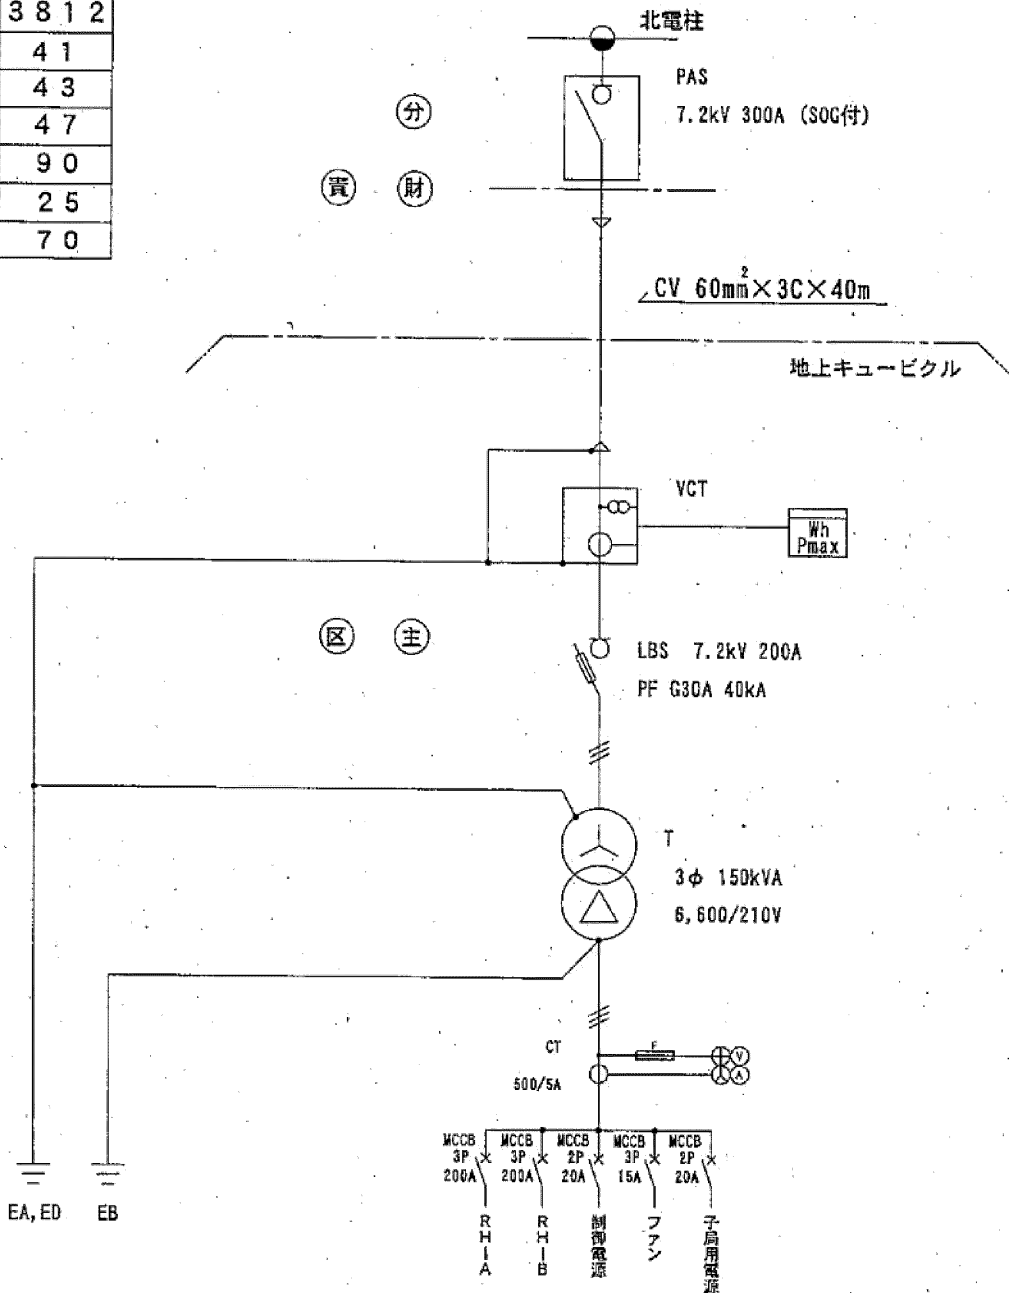 3812
41
43
47
90
25
70
北電柱
PAS
7.2kV 300A (SOG付)
分
責 財
CV 60mm2×3C×40m
地上キュービクル
VCT
Wh
Pmax
区 主
LBS 7.2kV 200A
PF G30A 40kA
T
3φ 150kVA
6,600/210V
CT
500/5A
F
V
A
MCCB
3P
200A
MCCB
3P
200A
MCCB
2P
20A
MCCB
3P
15A
MCCB
2P
20A
RH-A
RH-B
制御電源
ファン
子局用電源
EA,ED
EB